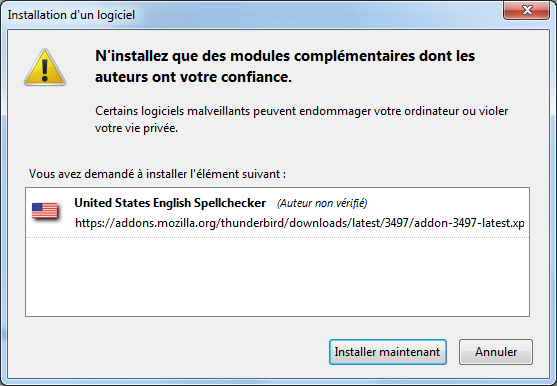 Installation d'un logiciel
N'installez que des modules complémentaires dont les
auteurs ont votre confiance.
Certains logiciels malveillants peuvent endommager votre ordinateur ou violer
votre vie privée.
Vous avez demandé à installer l'élément suivant :
United States English Spellchecker (Auteur non vérifié)
https://addons.mozilla.org/thunderbird/downloads/latest/3497/addon-3497-latest.xp
Installer maintenant Annuler